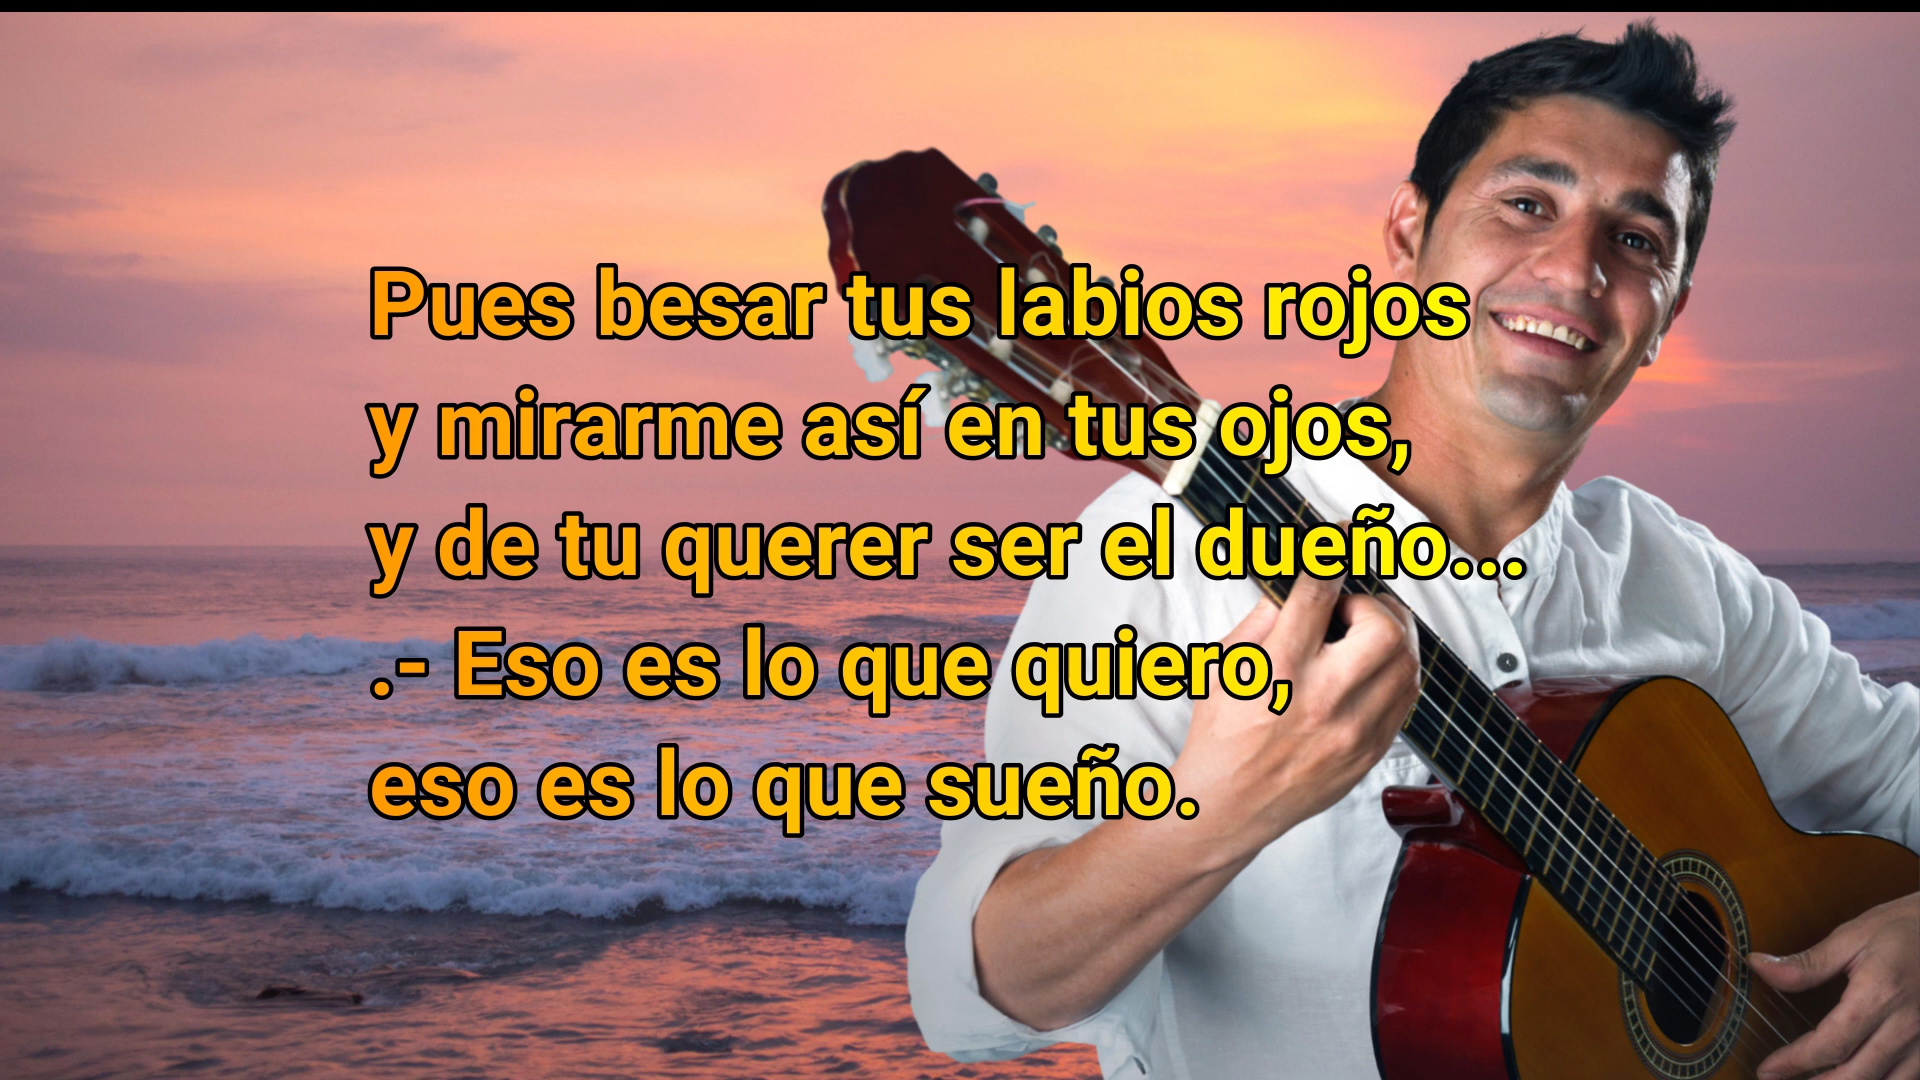 Pues besar tus labios rojos
y mirarme así en tus ojos,
y de tu querer ser el dueño...
.- Eso es lo que quiero,
eso es lo que sueño.